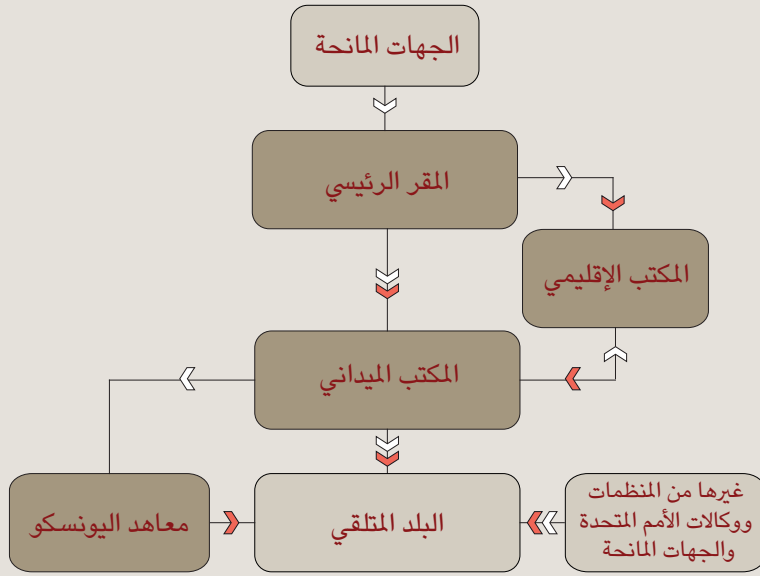 الجهات المانحة
المقر الرئيسي
المكتب الإقليمي
المكتب الميداني
غيرها من المنظمات
ووكالات الأمم المتحدة
والجهات المانحة
البلد المتلقي
معاهد اليونسكو